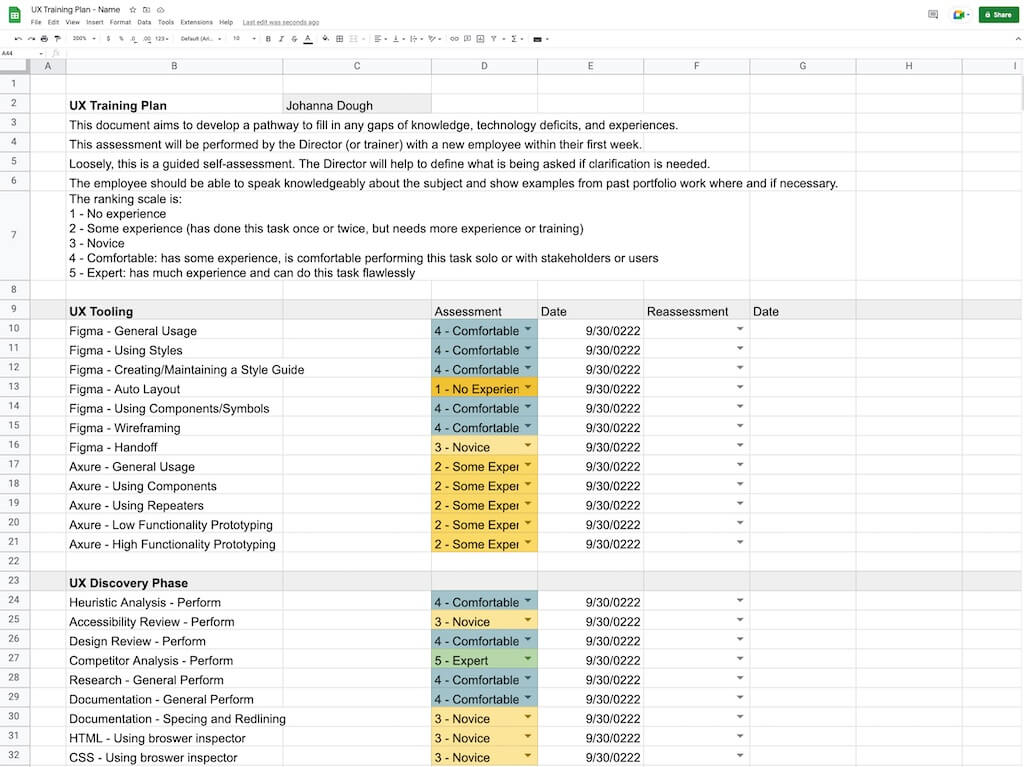 UX Training Plan - Name
File Edit View Insert Format Data Tools Extensions Help Last edit was seconds ago
Share
200% $ % .0 .00 123 Default (Ari... 10 B I S A
A44 fx
A B C D E F G H I
1
2 UX Training Plan Johanna Dough
3 This document aims to develop a pathway to fill in any gaps of knowledge, technology deficits, and experiences.
4 This assessment will be performed by the Director (or trainer) with a new employee within their first week.
5 Loosely, this is a guided self-assessment. The Director will help to define what is being asked if clarification is needed.
6 The employee should be able to speak knowledgeably about the subject and show examples from past portfolio work where and if necessary.
The ranking scale is:
1 - No experience
2 - Some experience (has done this task once or twice, but needs more experience or training)
7 3 - Novice
4 - Comfortable: has some experience, is comfortable performing this task solo or with stakeholders or users
5 - Expert: has much experience and can do this task flawlessly
8
9 UX Tooling Assessment Date Reassessment Date
10 Figma - General Usage 4 - Comfortable 9/30/0222
11 Figma - Using Styles 4 - Comfortable 9/30/0222
12 Figma - Creating/Maintaining a Style Guide 4 - Comfortable 9/30/0222
13 Figma - Auto Layout 1 - No Experien 9/30/0222
14 Figma - Using Components/Symbols 4 - Comfortable 9/30/0222
15 Figma - Wireframing 4 - Comfortable 9/30/0222
16 Figma - Handoff 3 - Novice 9/30/0222
17 Axure - General Usage 2 - Some Exper 9/30/0222
18 Axure - Using Components 2 - Some Exper 9/30/0222
19 Axure - Using Repeaters 2 - Some Exper 9/30/0222
20 Axure - Low Functionality Prototyping 2 - Some Exper 9/30/0222
21 Axure - High Functionality Prototyping 2 - Some Exper 9/30/0222
22
23 UX Discovery Phase
24 Heuristic Analysis - Perform 4 - Comfortable 9/30/0222
25 Accessibility Review - Perform 3 - Novice 9/30/0222
26 Design Review - Perform 4 - Comfortable 9/30/0222
27 Competitor Analysis - Perform 5 - Expert 9/30/0222
28 Research - General Perform 4 - Comfortable 9/30/0222
29 Documentation - General Perform 4 - Comfortable 9/30/0222
30 Documentation - Specing and Redlining 3 - Novice 9/30/0222
31 HTML - Using broswer inspector 3 - Novice 9/30/0222
32 CSS - Using broswer inspector 3 - Novice 9/30/0222